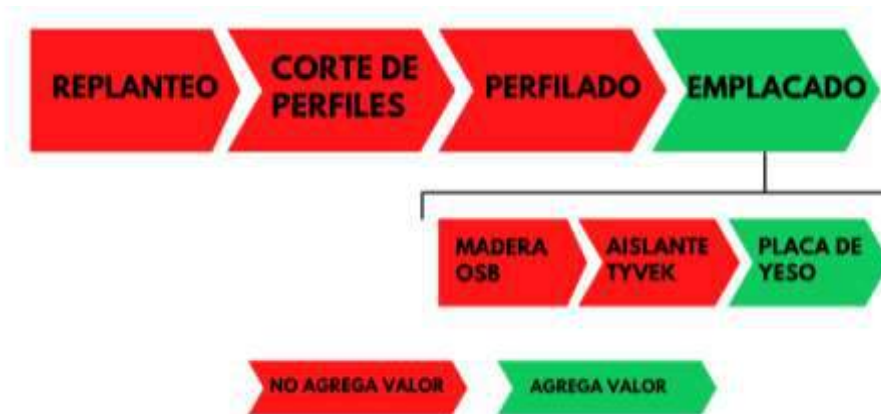 REPLANTEO
CORTE DE
PERFILES
PERFILADO
EMPLACADO
MADERA
OSB
AISLANTE
TYVEK
PLACA DE
YESO
NO AGREGA VALOR
AGREGA VALOR